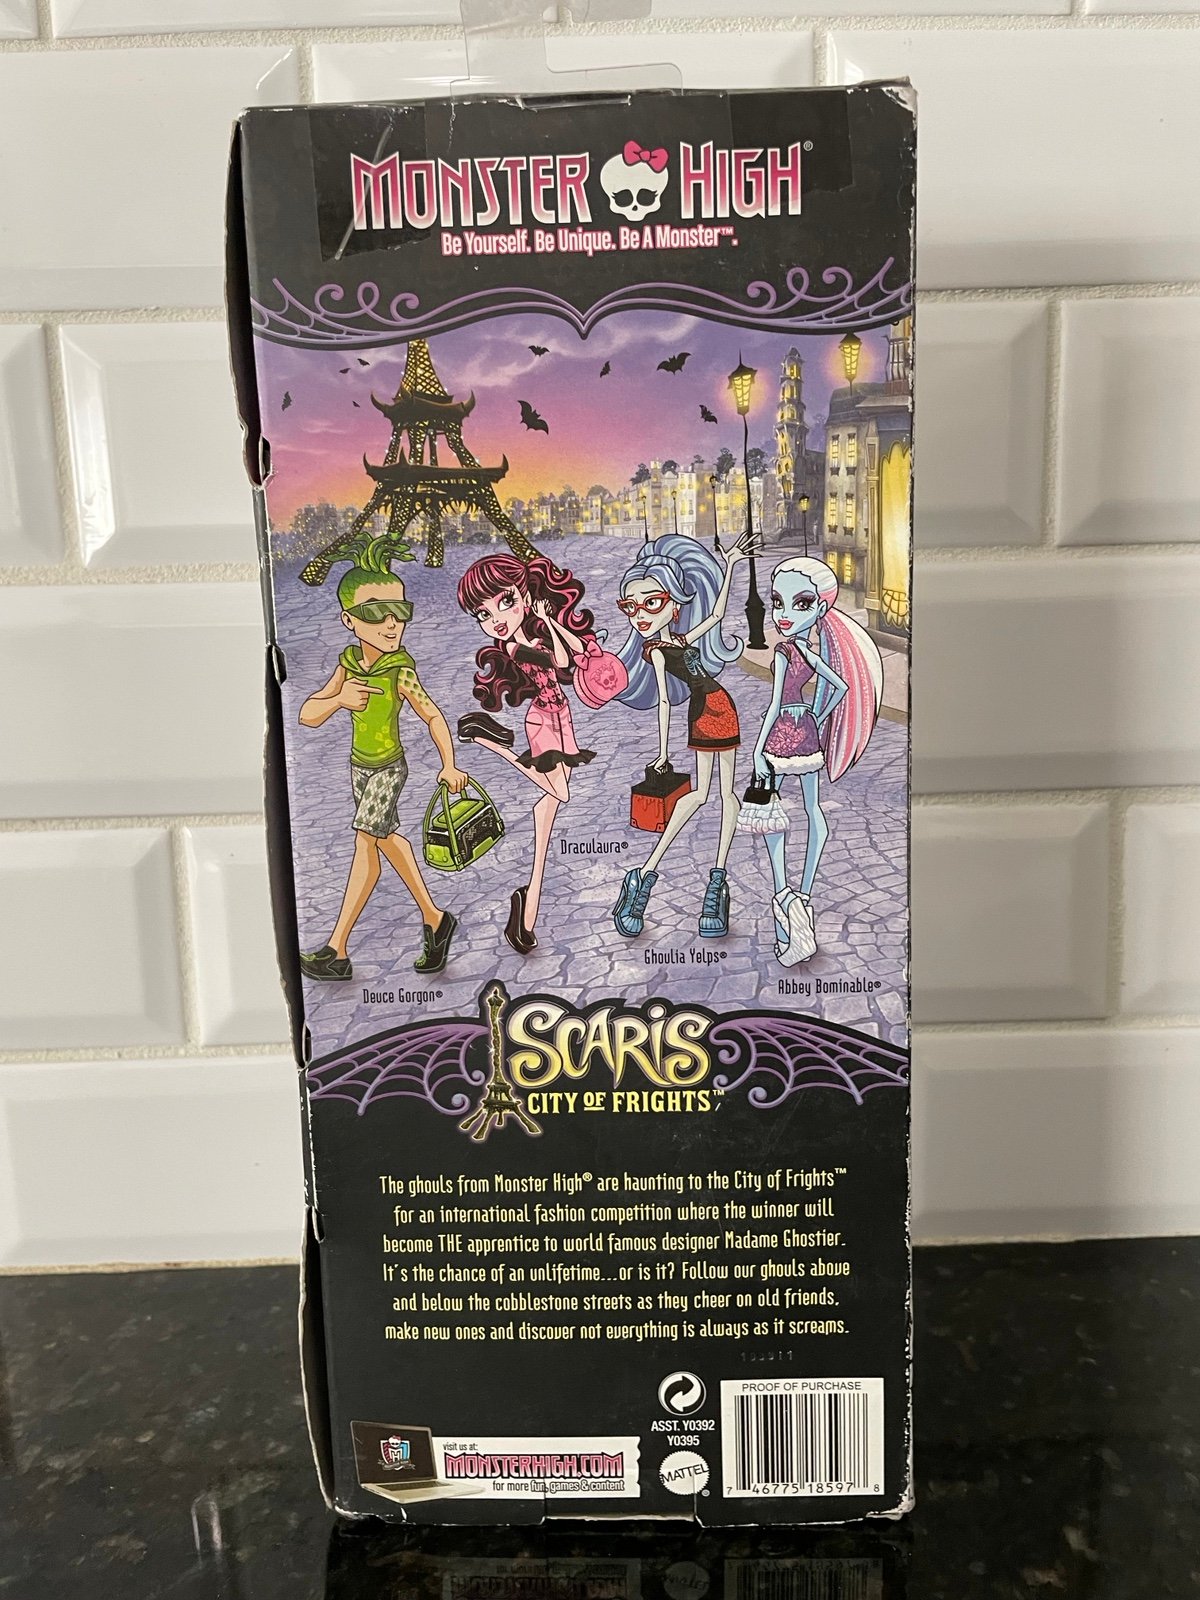 MONSTER HIGH®
Be Yourself. Be Unique. Be A Monster™.
Draculaura®
Ghoulia Yelps®
Abbey Bominable®
Deuce Gorgon®
SCARIS
CITY OF FRIGHTS™
The ghouls from Monster High® are haunting to the City of Frights™
for an international fashion competition where the winner will
become THE apprentice to world famous designer Madame Ghostier.
It's the chance of an unlifetime...or is it? Follow our ghouls above
and below the cobblestone streets as they cheer on old friends,
make new ones and discover not everything is always as it screams.
PROOF OF PURCHASE
ASST. Y0392
Y0395
MATTEL®
visit us at:
MONSTERHIGH.COM
for more fun, games & content
7 46775 18597 8